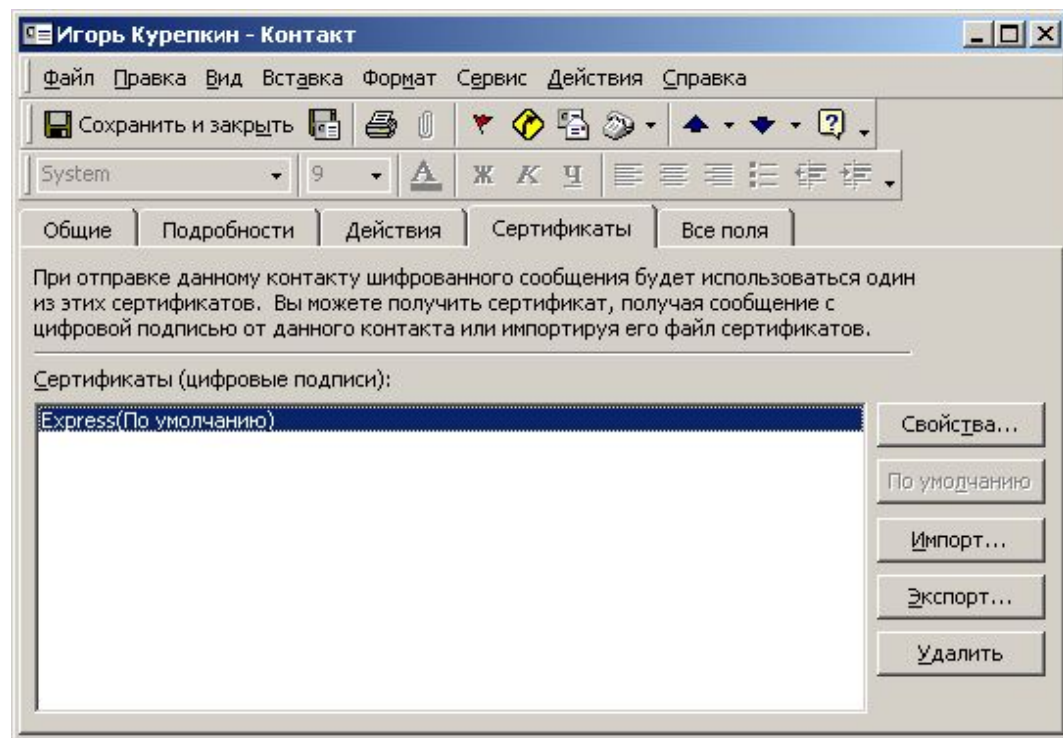 Игорь Курепкин - Контакт
Файл Правка Вид Вставка Формат Сервис Действия Справка
Сохранить и закрыть
System 9 А Ж К Ч
Общие Подробности Действия Сертификаты Все поля
При отправке данному контакту шифрованного сообщения будет использоваться один
из этих сертификатов. Вы можете получить сертификат, получая сообщение с
цифровой подписью от данного контакта или импортируя его файл сертификатов.
Сертификаты (цифровые подписи):
Express(По умолчанию)
Свойства...
По умолчанию
Импорт...
Экспорт...
Удалить